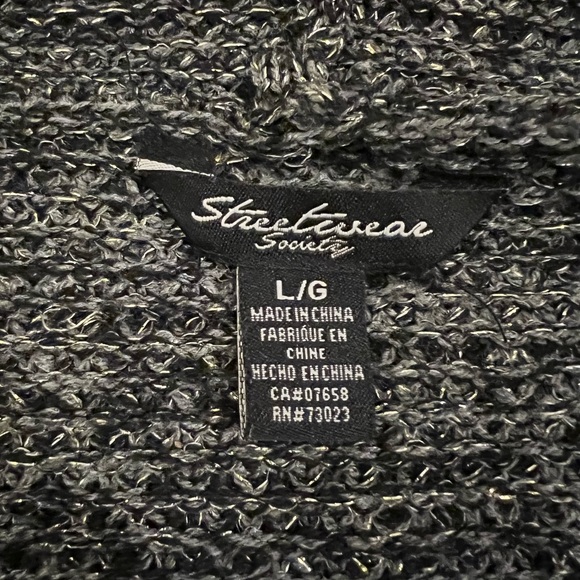 Streetwear
Society
L/G
MADE IN CHINA
FABRIQUE EN
CHINE
HECHO EN CHINA
CA#07658
RN#73023